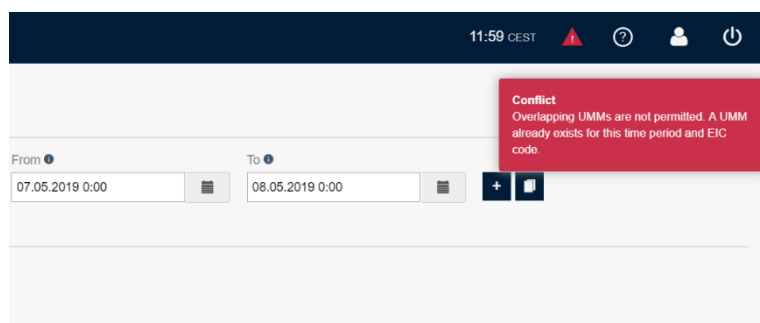 11:59 CEST
Conflict
Overlapping UMMs are not permitted. A UMM
already exists for this time period and EIC
code.
From
To
07.05.2019 0:00
08.05.2019 0:00